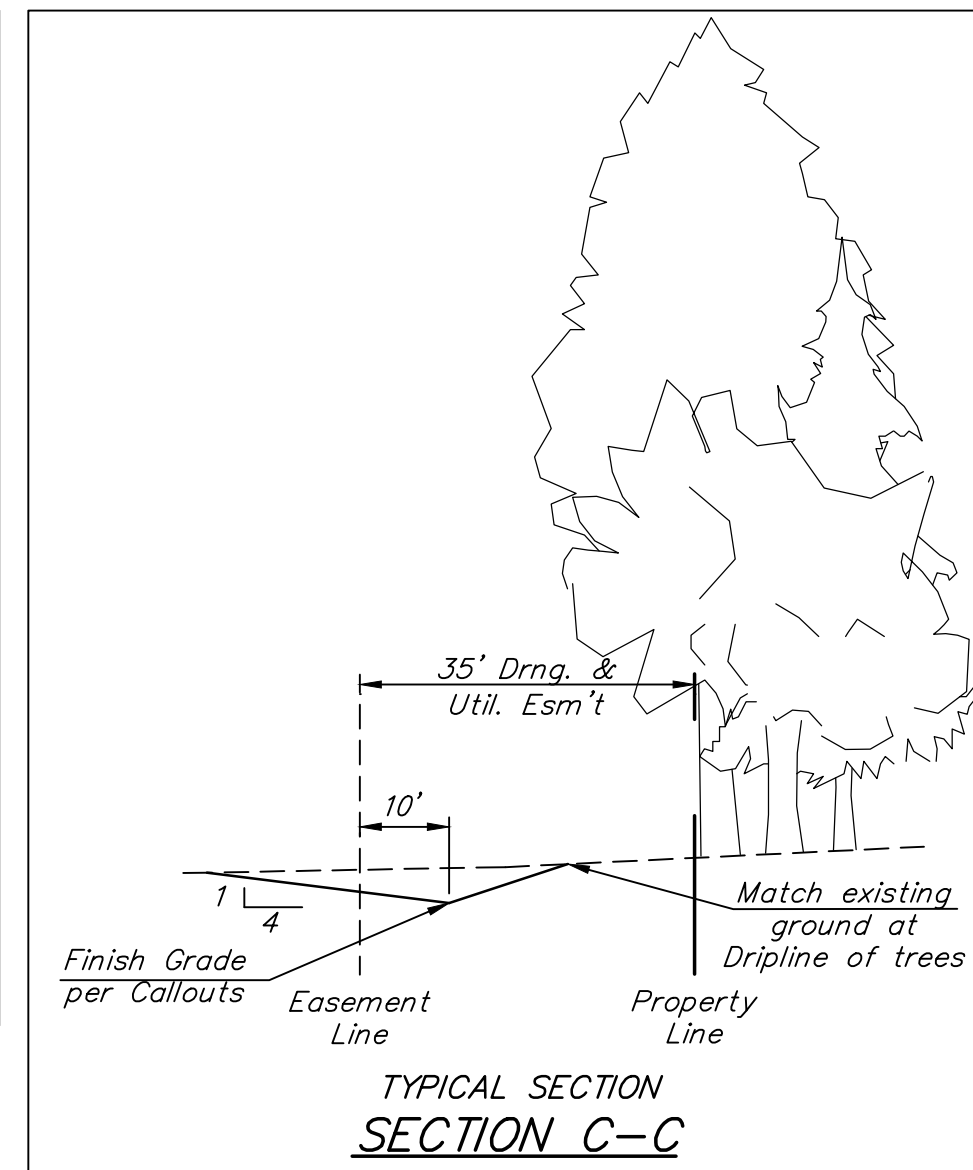 35' Drng. &
Util. Esm't
10'
1
4
Match existing
ground at
Dripline of trees
Finish Grade
per Callouts
Easement
Line
Property
Line
TYPICAL SECTION
SECTION C-C